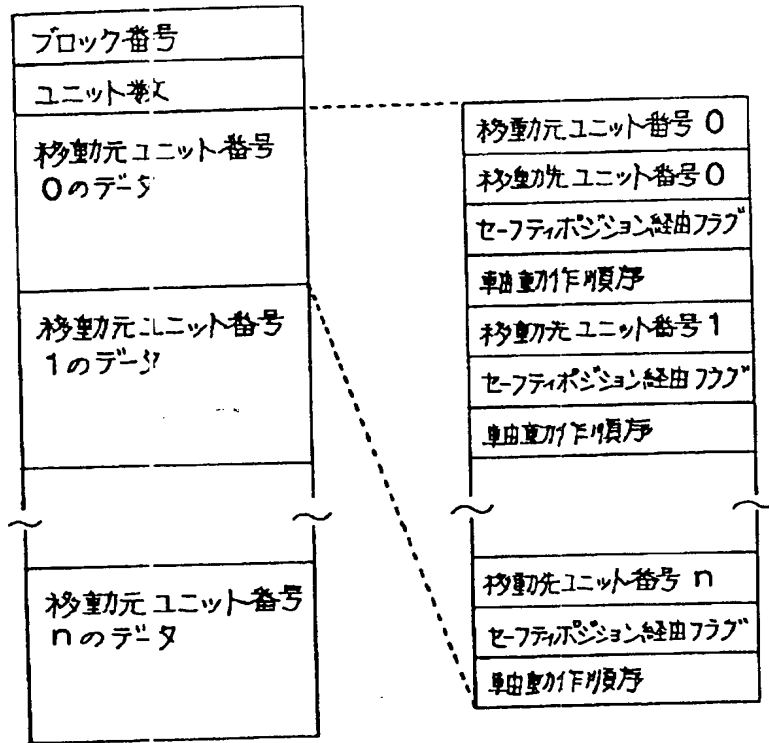 ブロック番号
ユニット数
移動元ユニット番号
0のデータ
移動元ユニット番号
1のデータ
移動元ユニット番号
nのデータ
移動元ユニット番号 0
移動先ユニット番号 0
セーフティポジション経由フラグ
軸動作順序
移動先ユニット番号 1
セーフティポジション経由フラグ
軸動作順序
移動先ユニット番号 n
セーフティポジション経由フラグ
軸動作順序